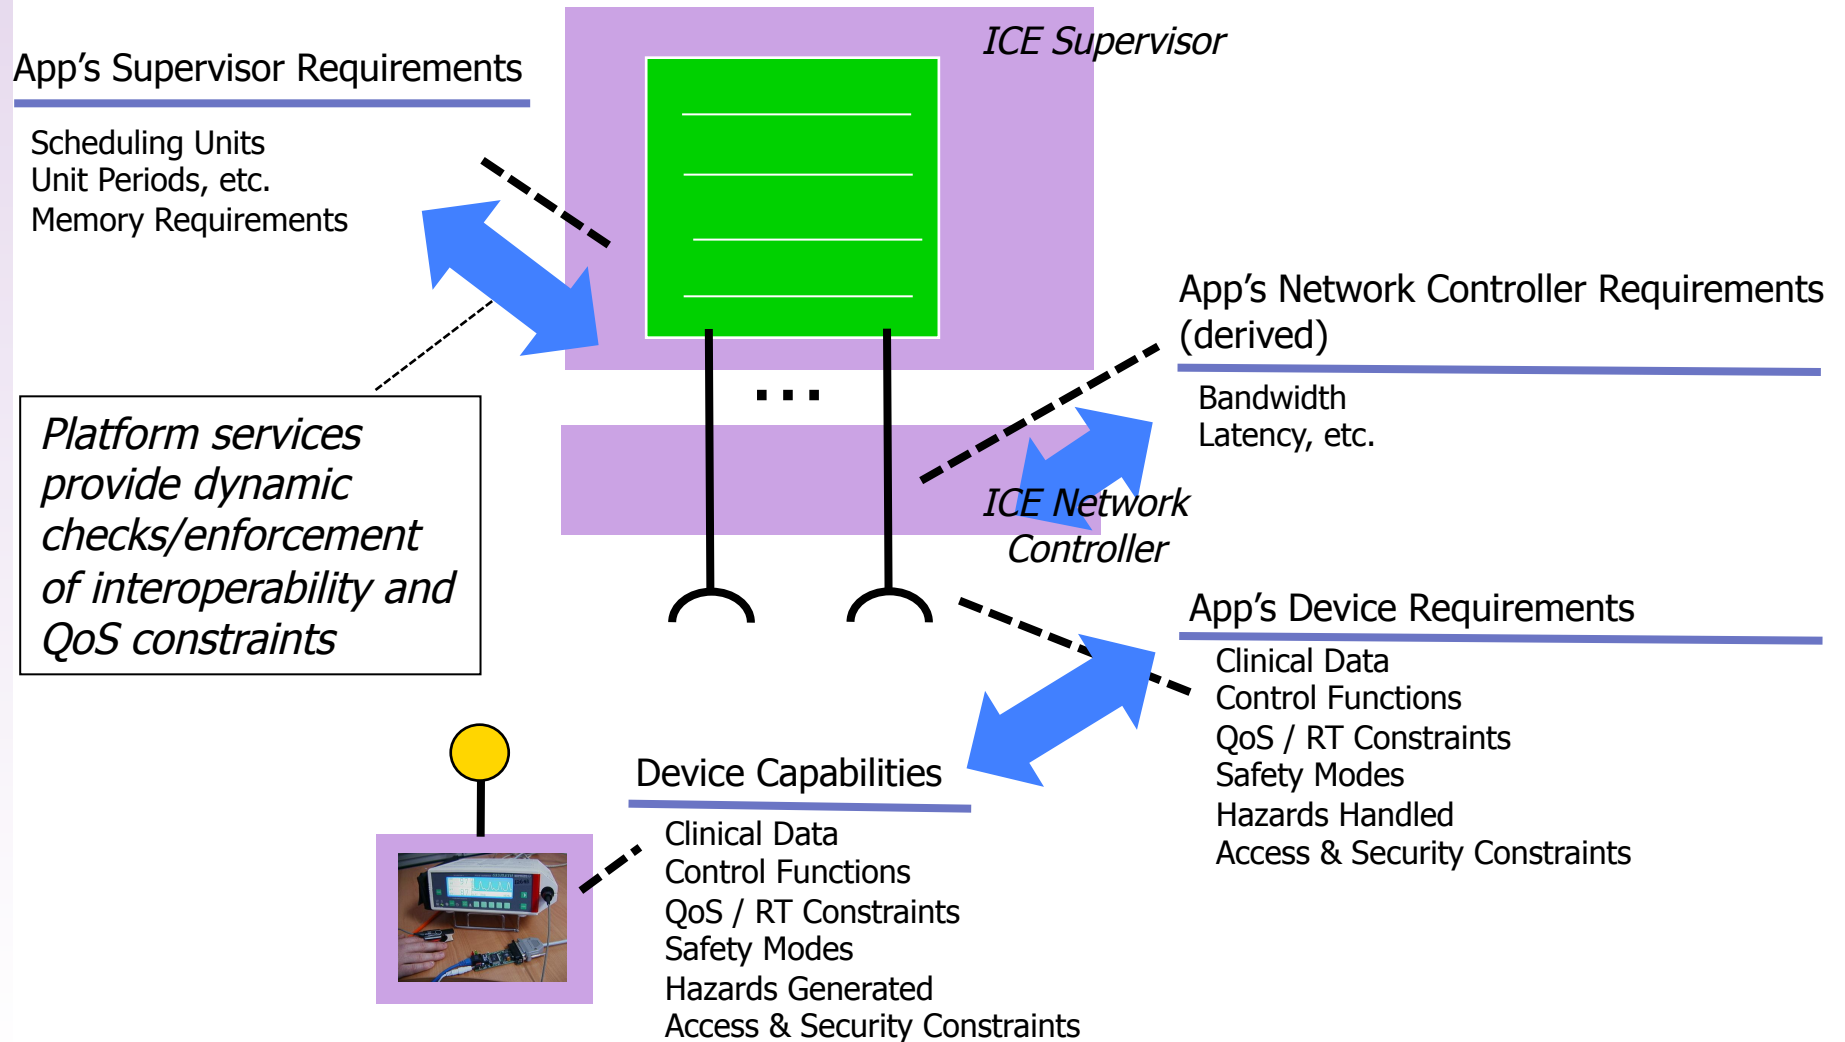 ICE Supervisor
App’s Supervisor Requirements
Scheduling Units
Unit Periods, etc.
Memory Requirements
App’s Network Controller Requirements
(derived)
Bandwidth
Latency, etc.
...
Platform services
provide dynamic
checks/enforcement
of interoperability and
QoS constraints
ICE Network
Controller
App’s Device Requirements
Clinical Data
Control Functions
QoS / RT Constraints
Safety Modes
Hazards Handled
Access & Security Constraints
Device Capabilities
Clinical Data
Control Functions
QoS / RT Constraints
Safety Modes
Hazards Generated
Access & Security Constraints